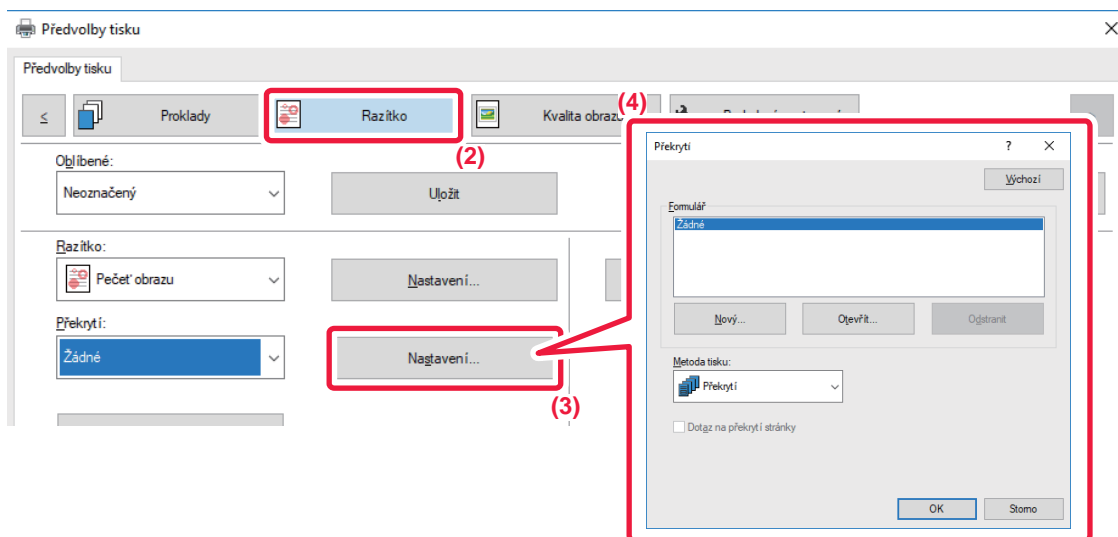 Předvolby tisku
Předvolby tisku
≤ Proklady Razítko Kvalita obrazu
(2)
(4)
Oblíbené:
Neoznačený
Uložit
Razítko:
Pečeť obrazu
Nastavení...
Překrytí:
Žádné
Nastavení...
(3)
Překrytí
?
Výchozí
Formulář
Žádné
Nový...
Otevřít...
Odstranit
Metoda tisku:
Překrytí
Dotaz na překrytí stránky
OK
Storno